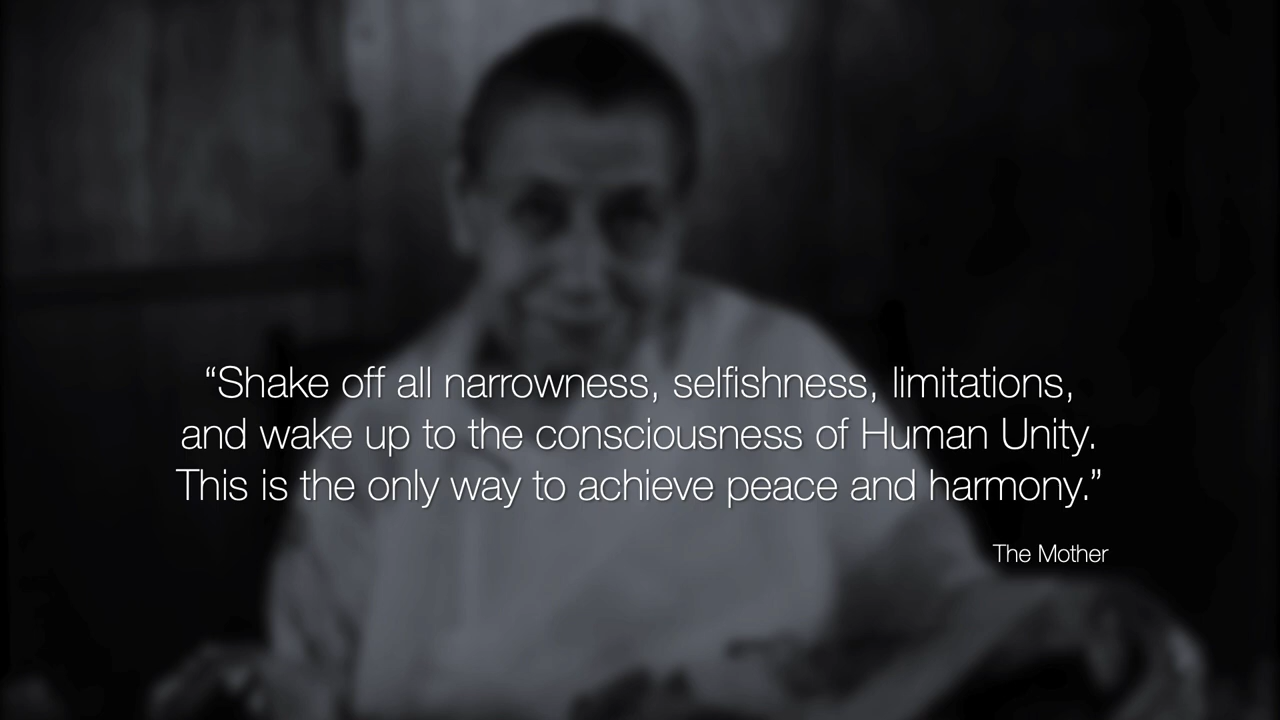 “Shake off all narrowness, selfishness, limitations,
and wake up to the consciousness of Human Unity.
This is the only way to achieve peace and harmony.”
The Mother